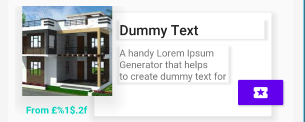 Dummy Text
A handy Lorem Ipsum
Generator that helps
to create dummy text for
From £%1$.2f